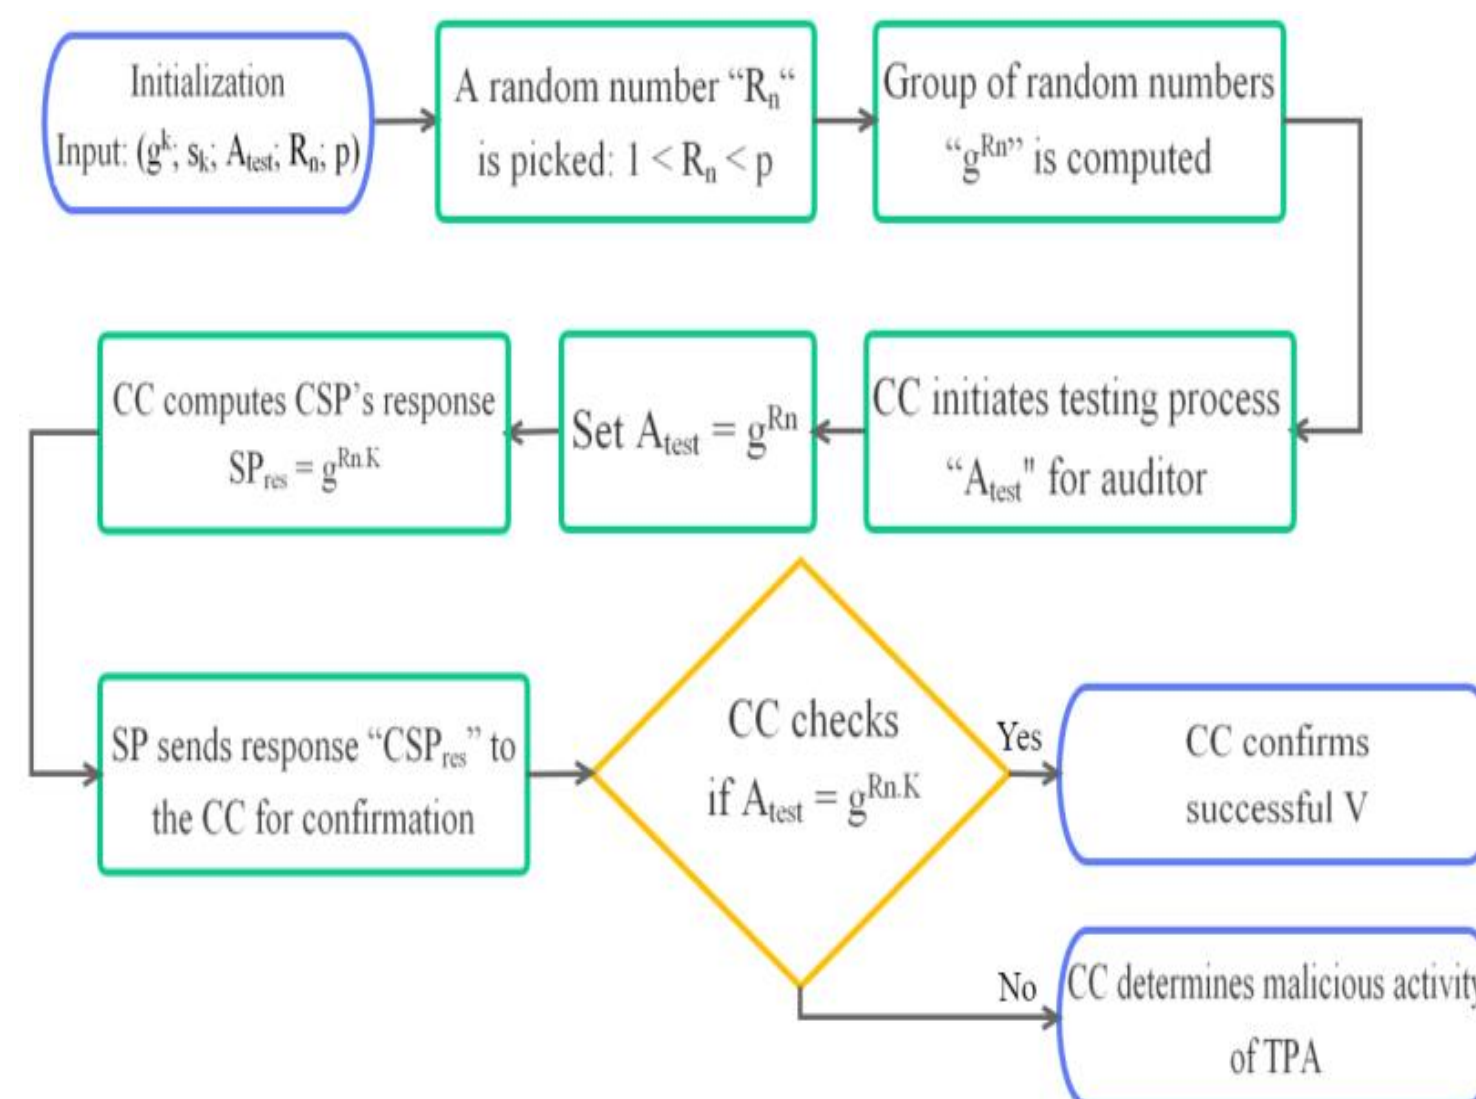 Initialization
Input: (g^k; s_k; A_test; R_n; p)
A random number “R_n“
is picked: 1 < R_n < p
Group of random numbers
“g^Rn” is computed
CC initiates testing process
“A_test" for auditor
Set A_test = g^Rn
CC computes CSP’s response
SP_res = g^Rn.K
SP sends response “CSP_res” to
the CC for confirmation
CC checks
if A_test = g^Rn.K
Yes
CC confirms
successful V
No
CC determines malicious activity
of TPA